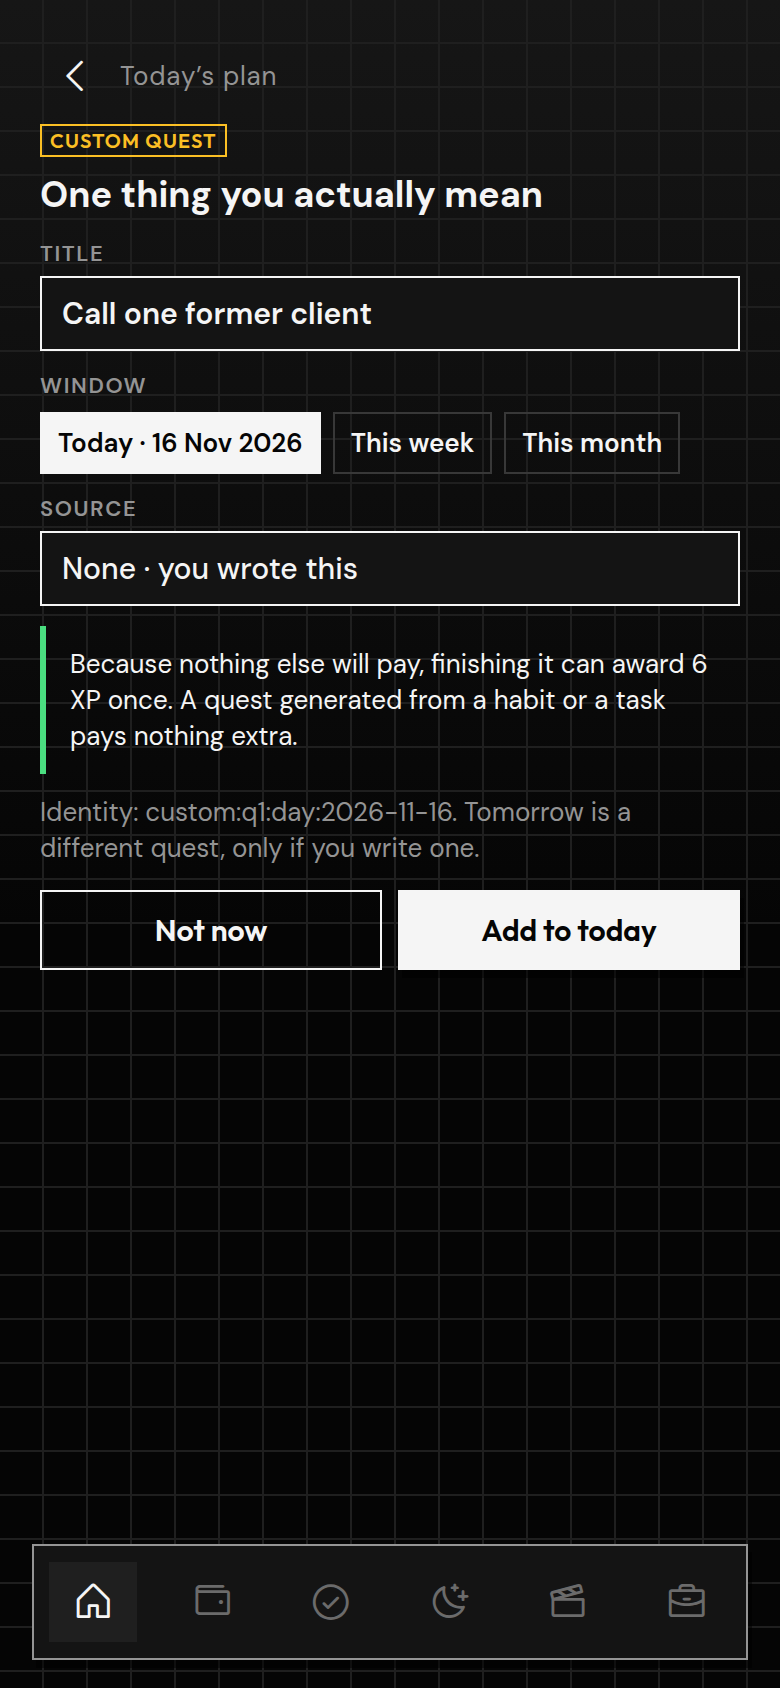 Today’s plan
CUSTOM QUEST
One thing you actually mean
TITLE
Call one former client
WINDOW
Today · 16 Nov 2026
This week
This month
SOURCE
None · you wrote this
Because nothing else will pay, finishing it can award 6
XP once. A quest generated from a habit or a task
pays nothing extra.
Identity: custom:q1:day:2026-11-16. Tomorrow is a
different quest, only if you write one.
Not now
Add to today